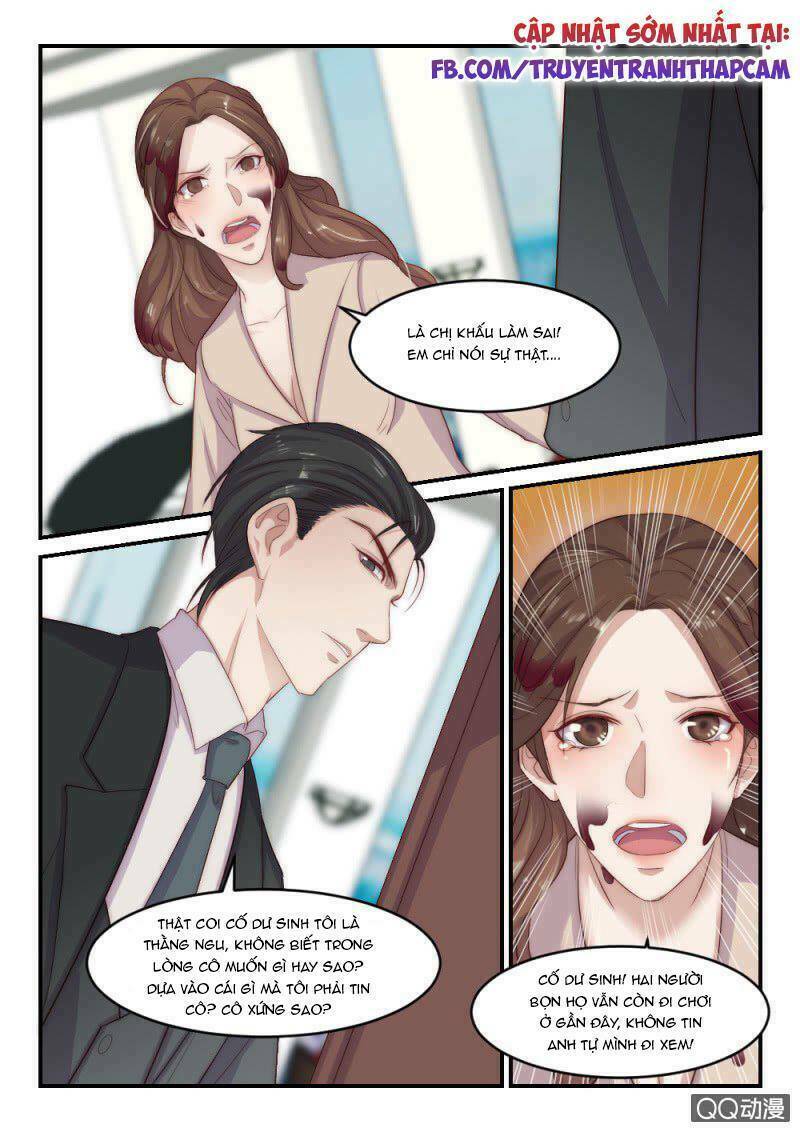 CẬP NHẬT SỚM NHẤT TẠI:
FB.COM/TRUYENTRANHTHAPCAM
LÀ CHỊ KHẤU LÀM SAI!
EM CHỈ NÓI SỰ THẬT....
THẬT COI CỐ DƯ SINH TÔI LÀ
THẰNG NGU, KHÔNG BIẾT TRONG
LÒNG CÔ MUỐN GÌ HAY SAO?
DỰA VÀO CÁI GÌ MÀ TÔI PHẢI TIN
CÔ? CÔ XỨNG SAO?
CỐ DƯ SINH! HAI NGƯỜI
BỌN HỌ VẪN CÒN ĐI CHƠI
Ở GẦN ĐÂY, KHÔNG TIN
ANH TỰ MÌNH ĐI XEM!
QQ动漫